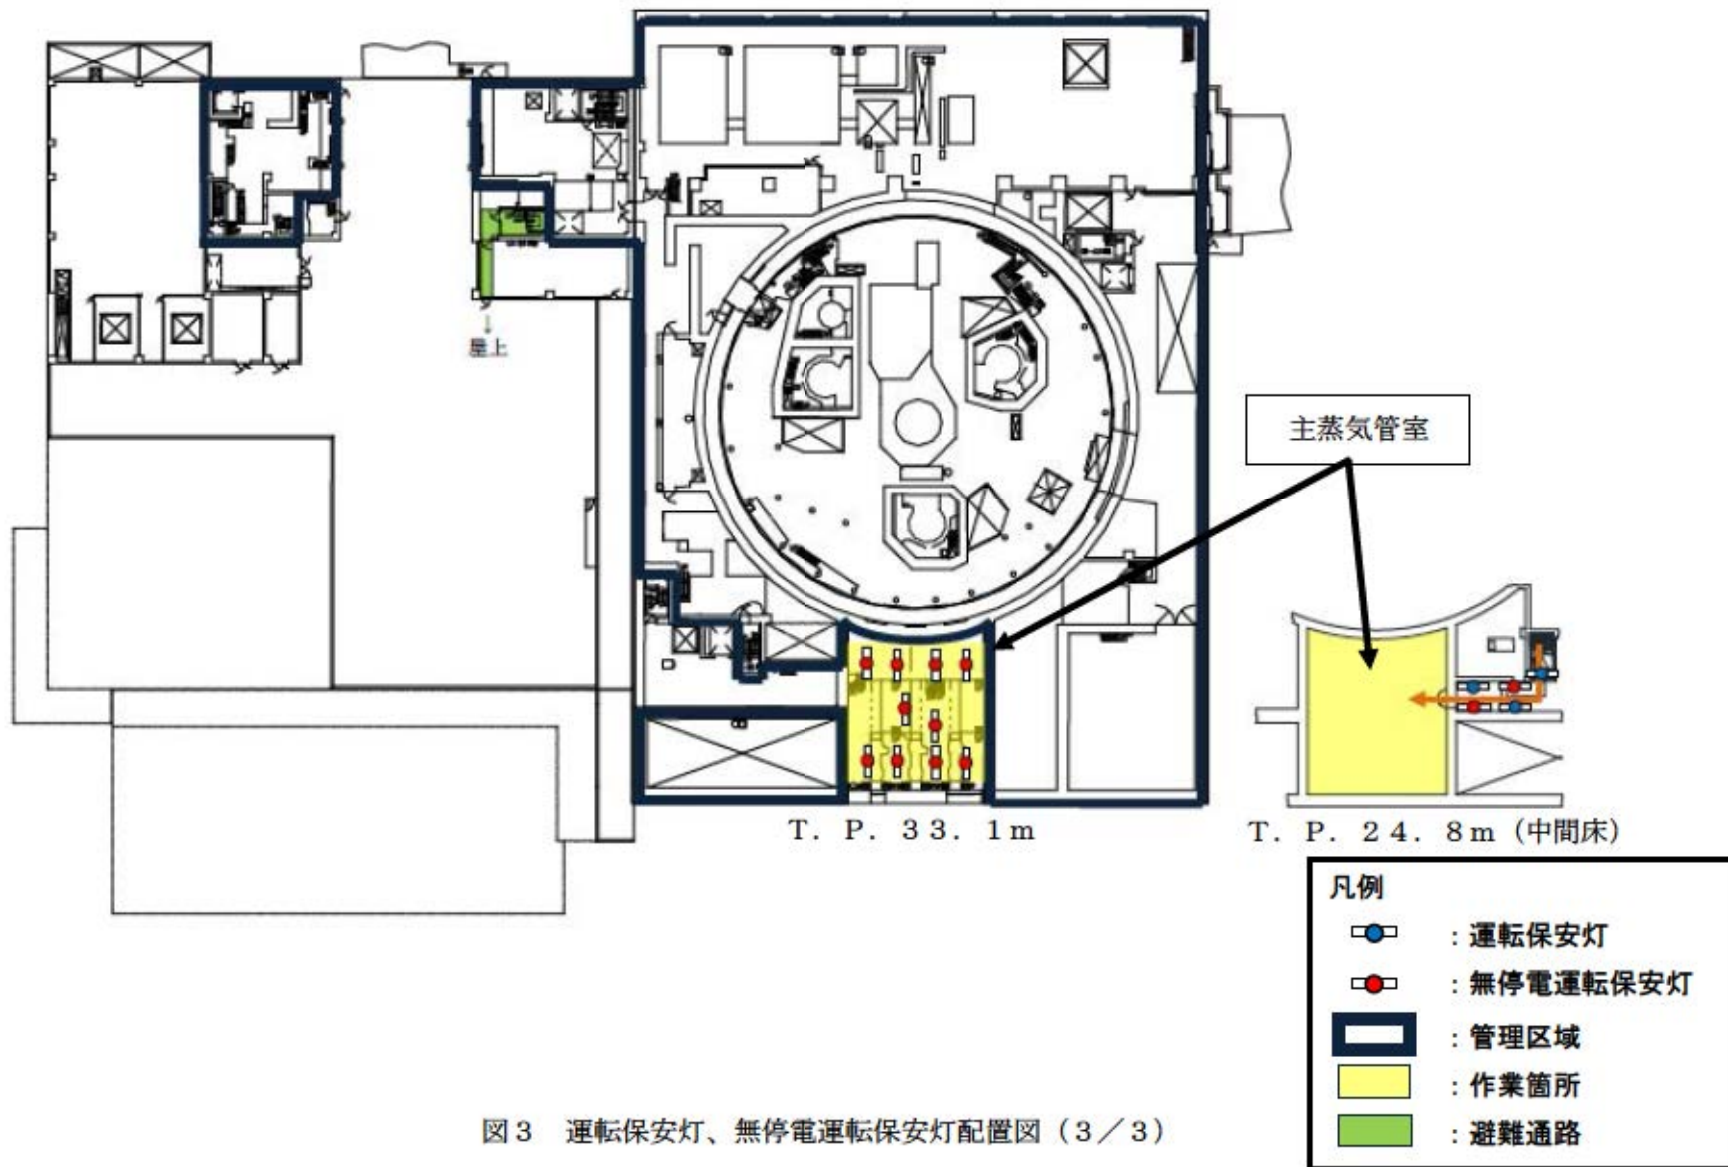 屋上
主蒸気管室
Ｔ．Ｐ．３３．１ｍ
Ｔ．Ｐ．２４．８ｍ（中間床）
凡例
：運転保安灯
：無停電運転保安灯
：管理区域
：作業箇所
：避難通路
図３　運転保安灯、無停電運転保安灯配置図（３／３）